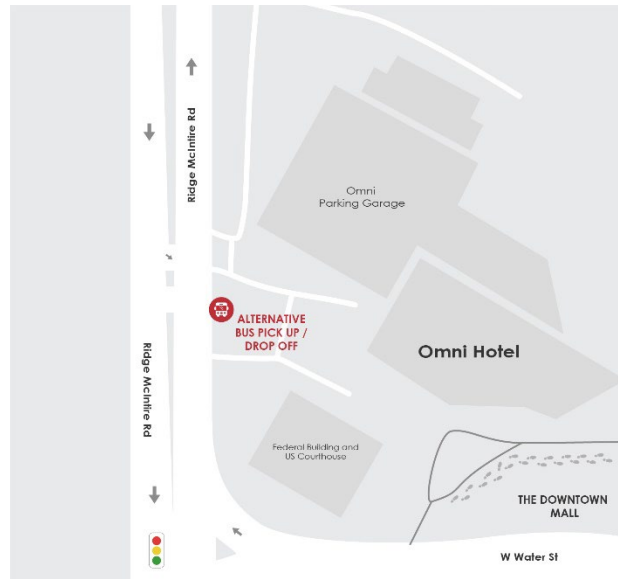 Ridge McIntire Rd
Omni
Parking Garage
ALTERNATIVE
BUS PICK UP /
DROP OFF
Omni Hotel
Ridge McIntire Rd
Federal Building and
US Courthouse
THE DOWNTOWN
MALL
W Water St